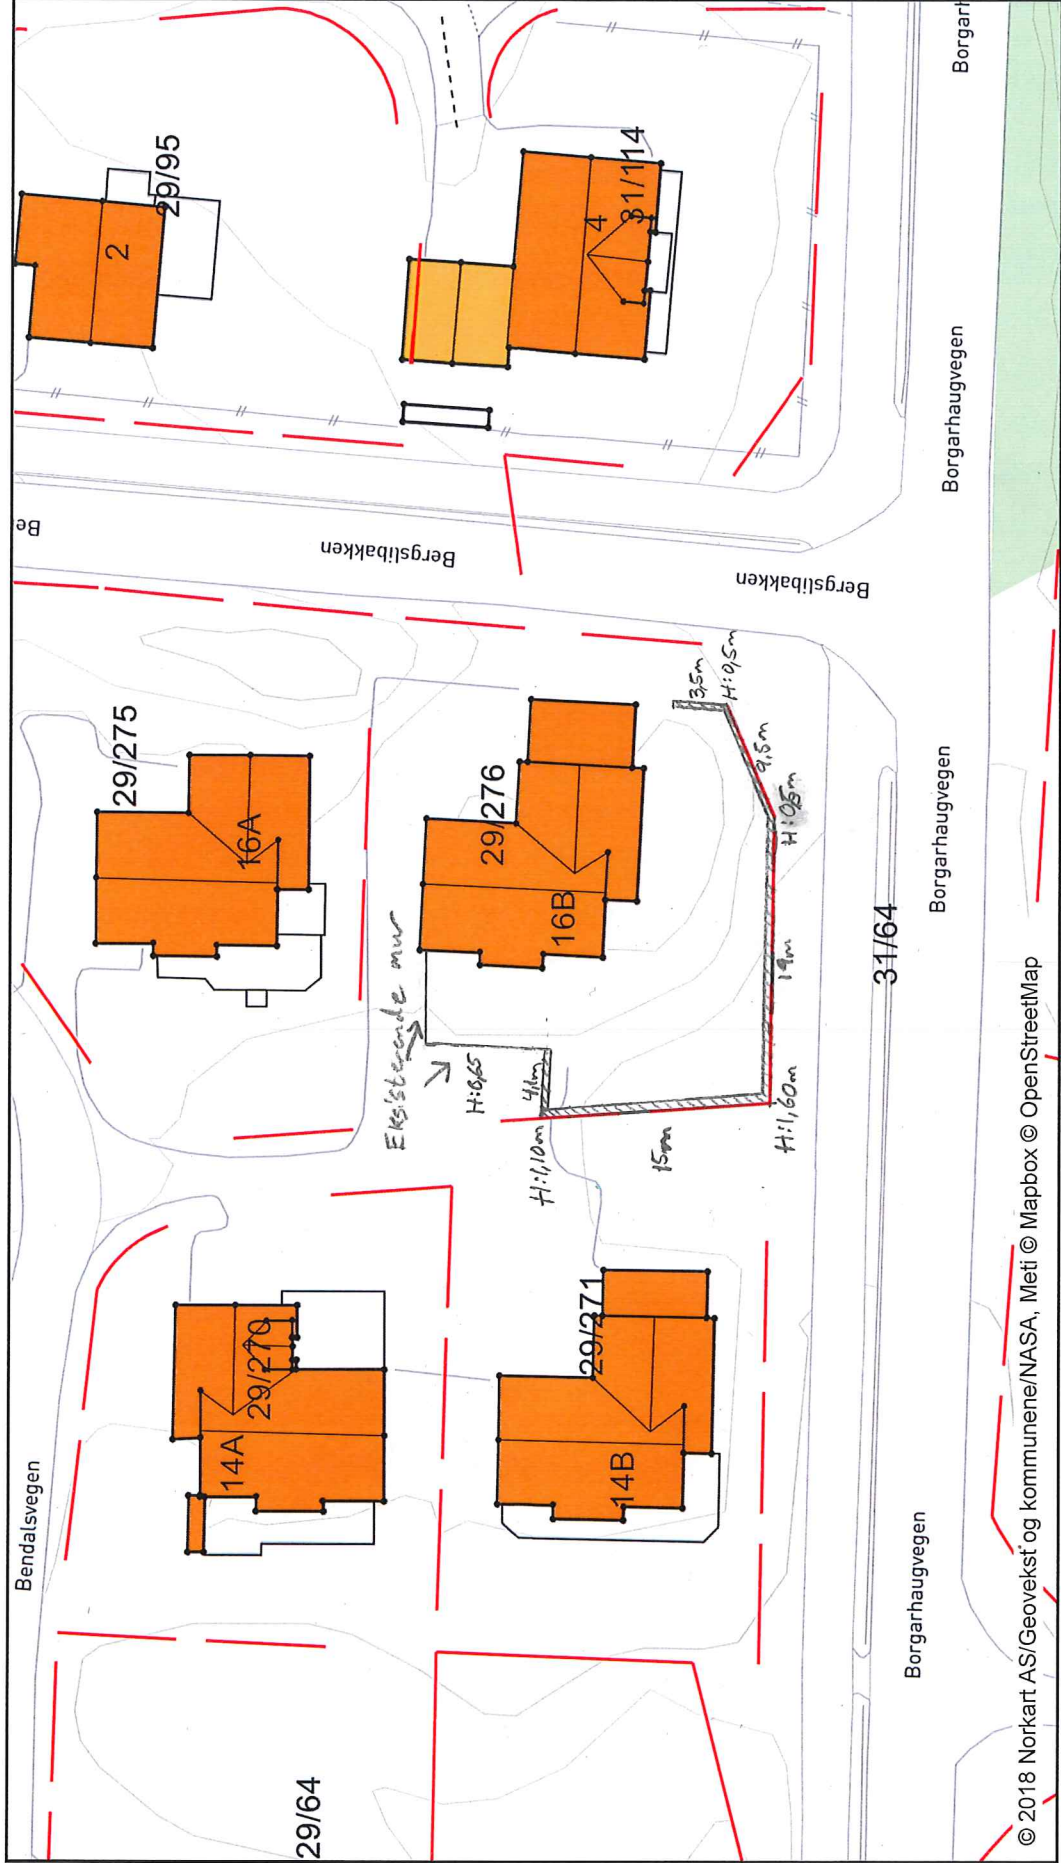 29/95
2
31/114
4
Borgarh
Borgarhaugvegen
Be
Bergslibakken
Bergslibakken
29/275
16A
29/276
16B
Eksisterende mur
H:0,65
4,1m
H:1,10m
15m
H:1,60m
19m
H:0,5m
9,5m
3,5m
H:0,5m
31/64
Borgarhaugvegen
29/270
14A
29/271
14B
Bendalsvegen
Borgarhaugvegen
29/64
© 2018 Norkart AS/Geovekst og kommunene/NASA, Meti © Mapbox © OpenStreetMap